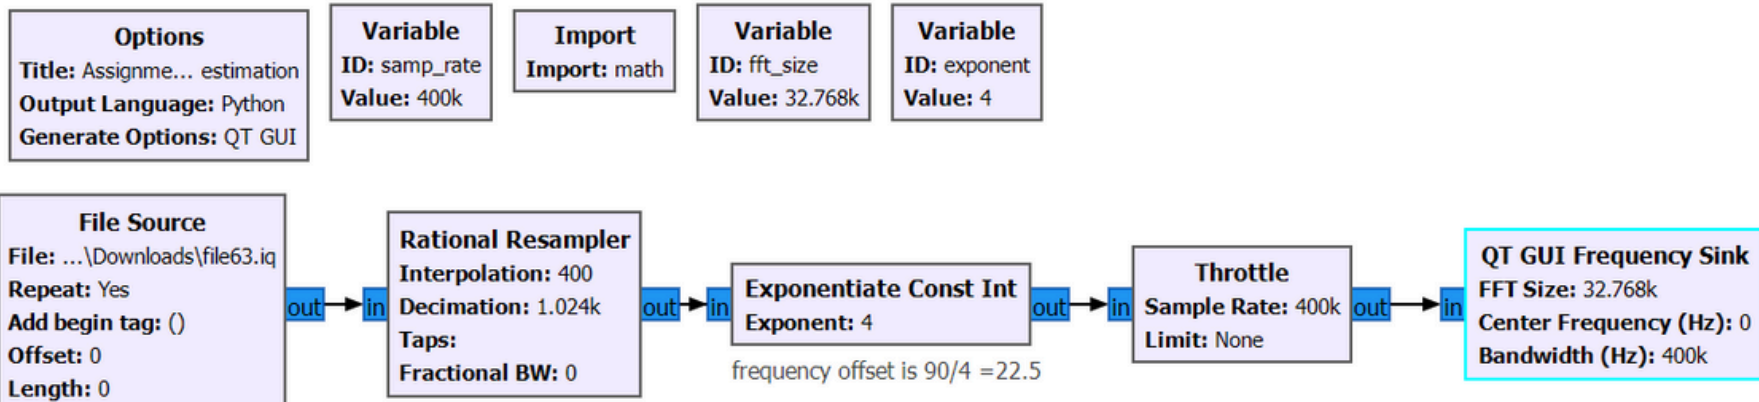 Options
Title: Assignme... estimation
Output Language: Python
Generate Options: QT GUI
Variable
ID: samp_rate
Value: 400k
Import
Import: math
Variable
ID: fft_size
Value: 32.768k
Variable
ID: exponent
Value: 4
File Source
File: ...\Downloads\file63.iq
Repeat: Yes
Add begin tag: ()
Offset: 0
Length: 0
out
in
Rational Resampler
Interpolation: 400
Decimation: 1.024k
Taps:
Fractional BW: 0
out
in
Exponentiate Const Int
Exponent: 4
out
frequency offset is 90/4 =22.5
in
Throttle
Sample Rate: 400k
Limit: None
out
in
QT GUI Frequency Sink
FFT Size: 32.768k
Center Frequency (Hz): 0
Bandwidth (Hz): 400k